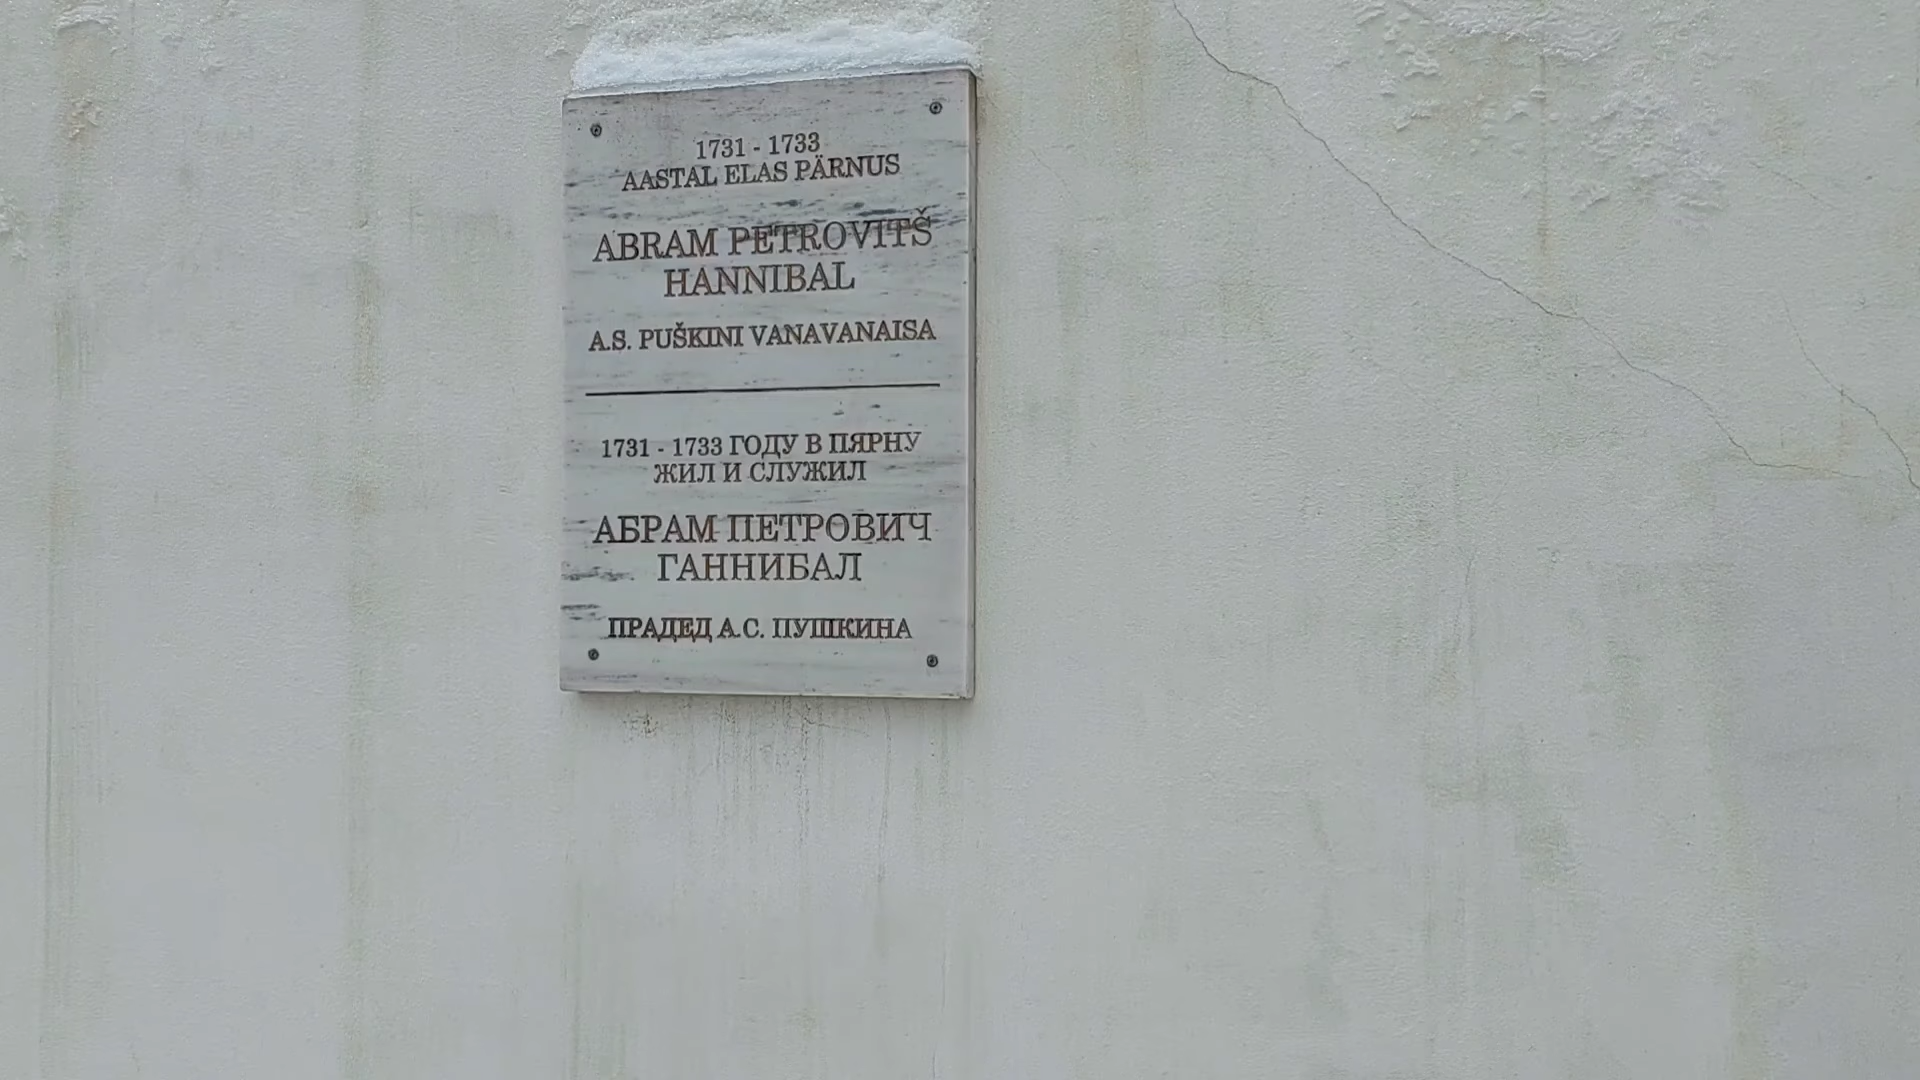 1731 - 1733
AASTAL ELAS PÄRNUS
ABRAM PETROVITŠ
HANNIBAL
A.S. PUŠKINI VANAVANAISA
1731 - 1733 ГОДУ В ПЯРНУ
ЖИЛ И СЛУЖИЛ
АБРАМ ПЕТРОВИЧ
ГАННИБАЛ
ПРАДЕД А.С. ПУШКИНА